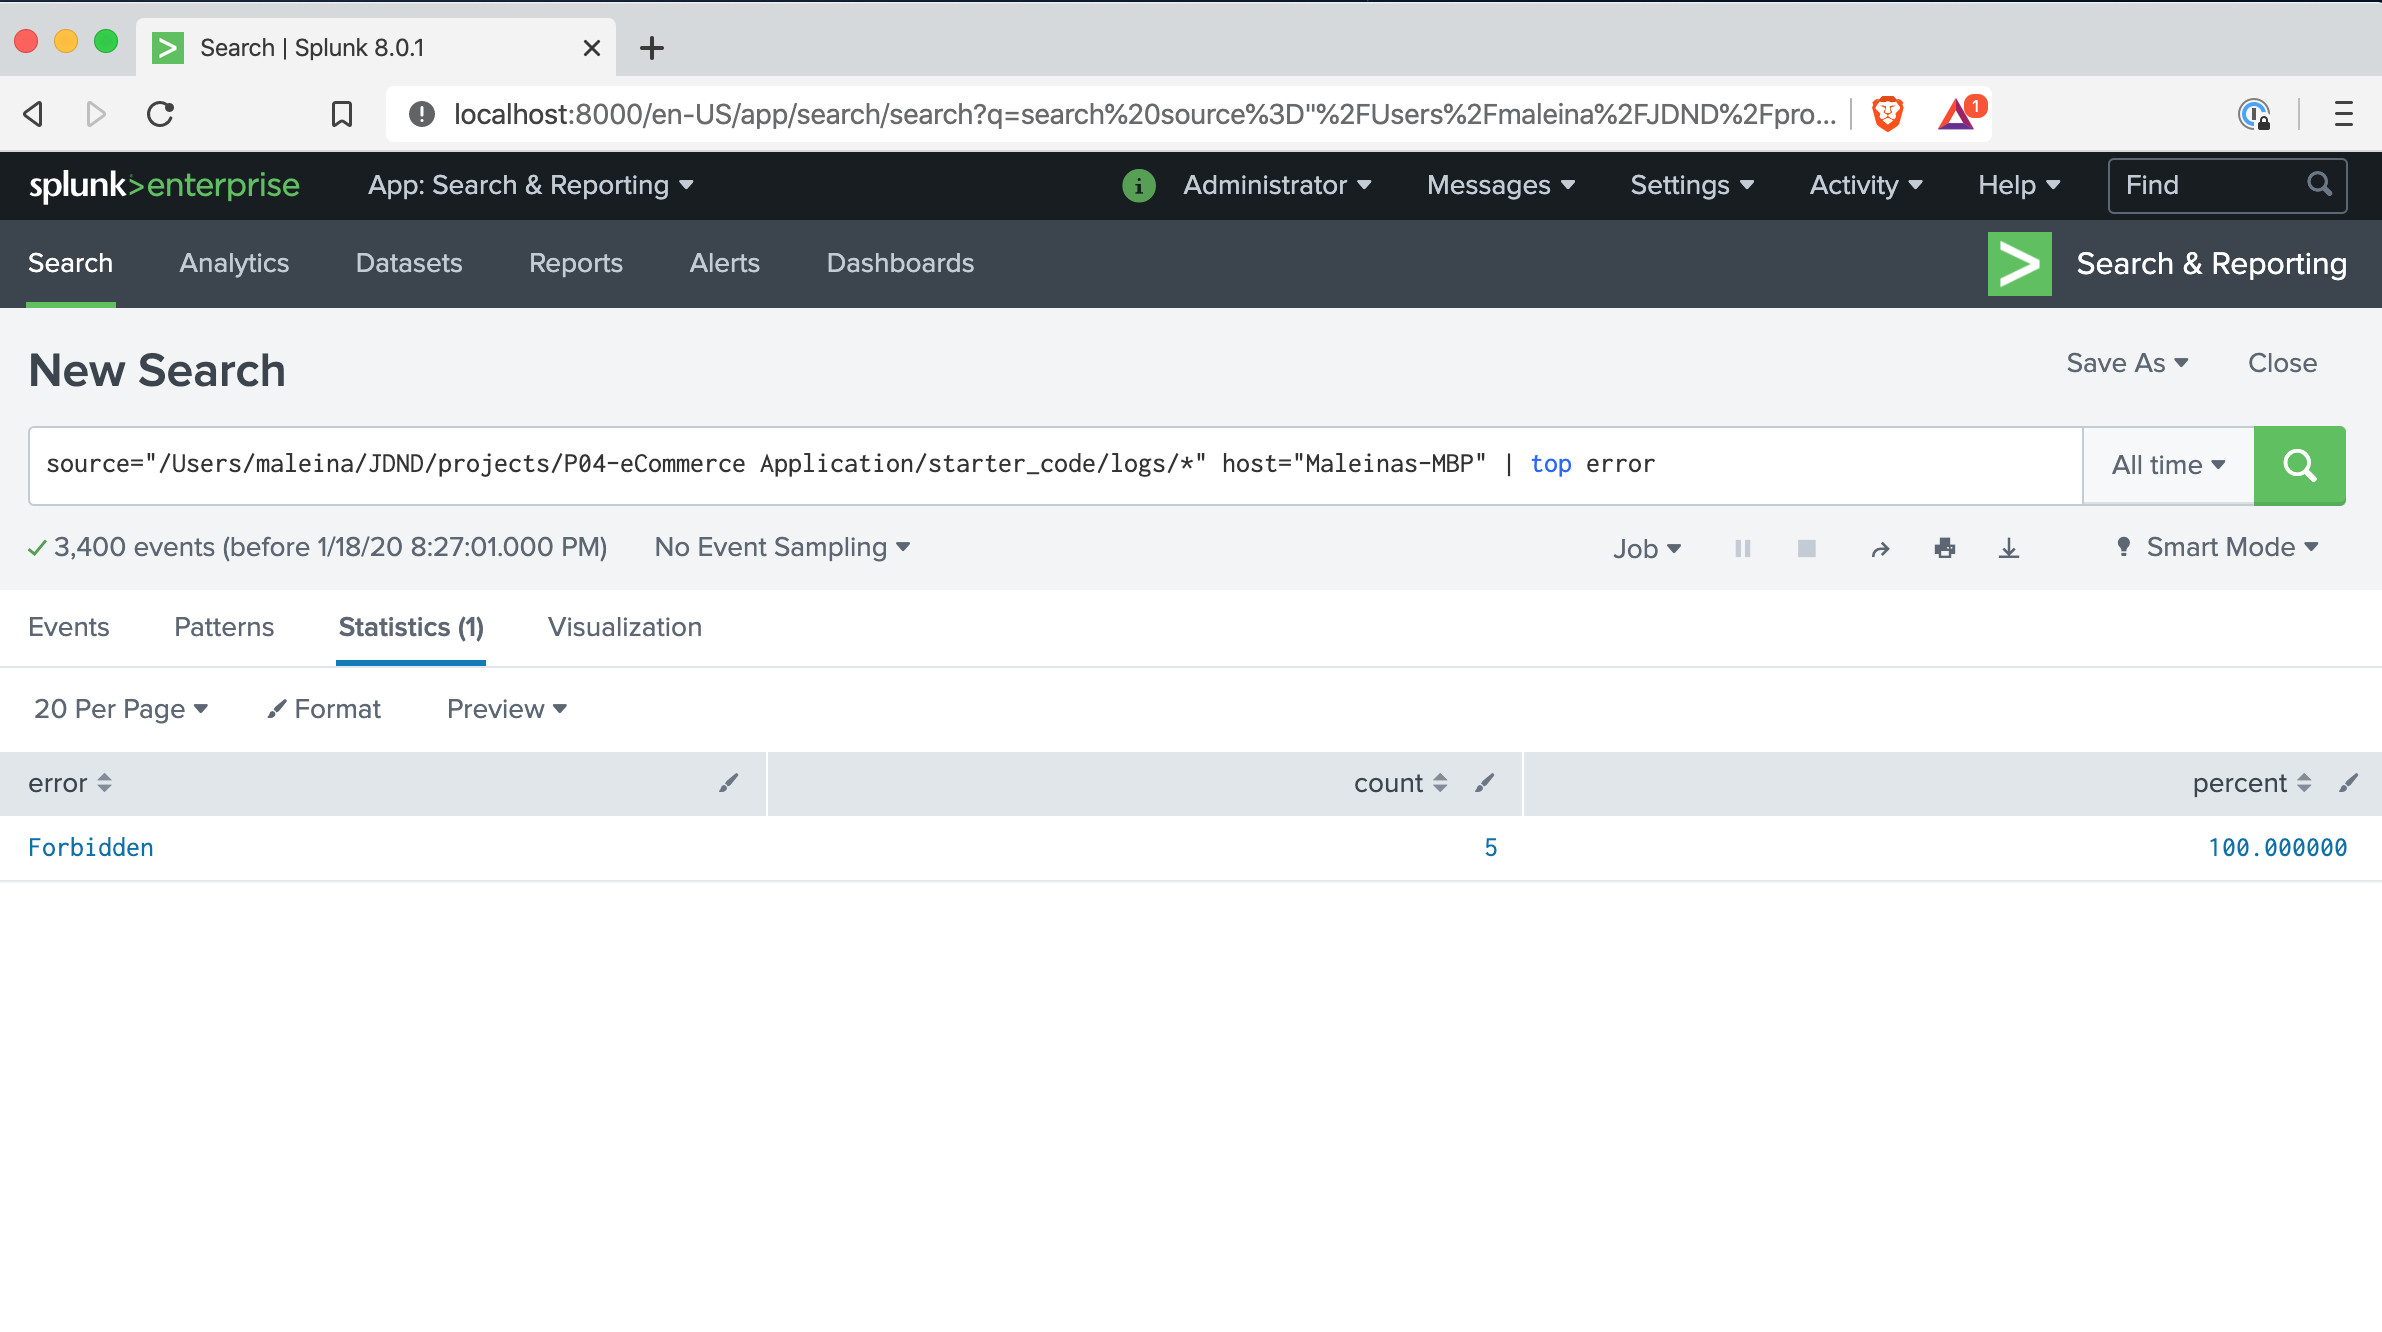 Search | Splunk 8.0.1
localhost:8000/en-US/app/search/search?q=search%20source%3D"%2FUsers%2Fmaleina%2FJDND%2Fpro...
1
splunk>enterprise App: Search & Reporting i Administrator Messages Settings Activity Help Find
Search Analytics Datasets Reports Alerts Dashboards Search & Reporting
New Search Save As Close
source="/Users/maleina/JDND/projects/P04-eCommerce Application/starter_code/logs/*" host="Maleinas-MBP" | top error All time
3,400 events (before 1/18/20 8:27:01.000 PM) No Event Sampling Job Smart Mode
Events Patterns Statistics (1) Visualization
20 Per Page Format Preview
error count percent
Forbidden 5 100.000000